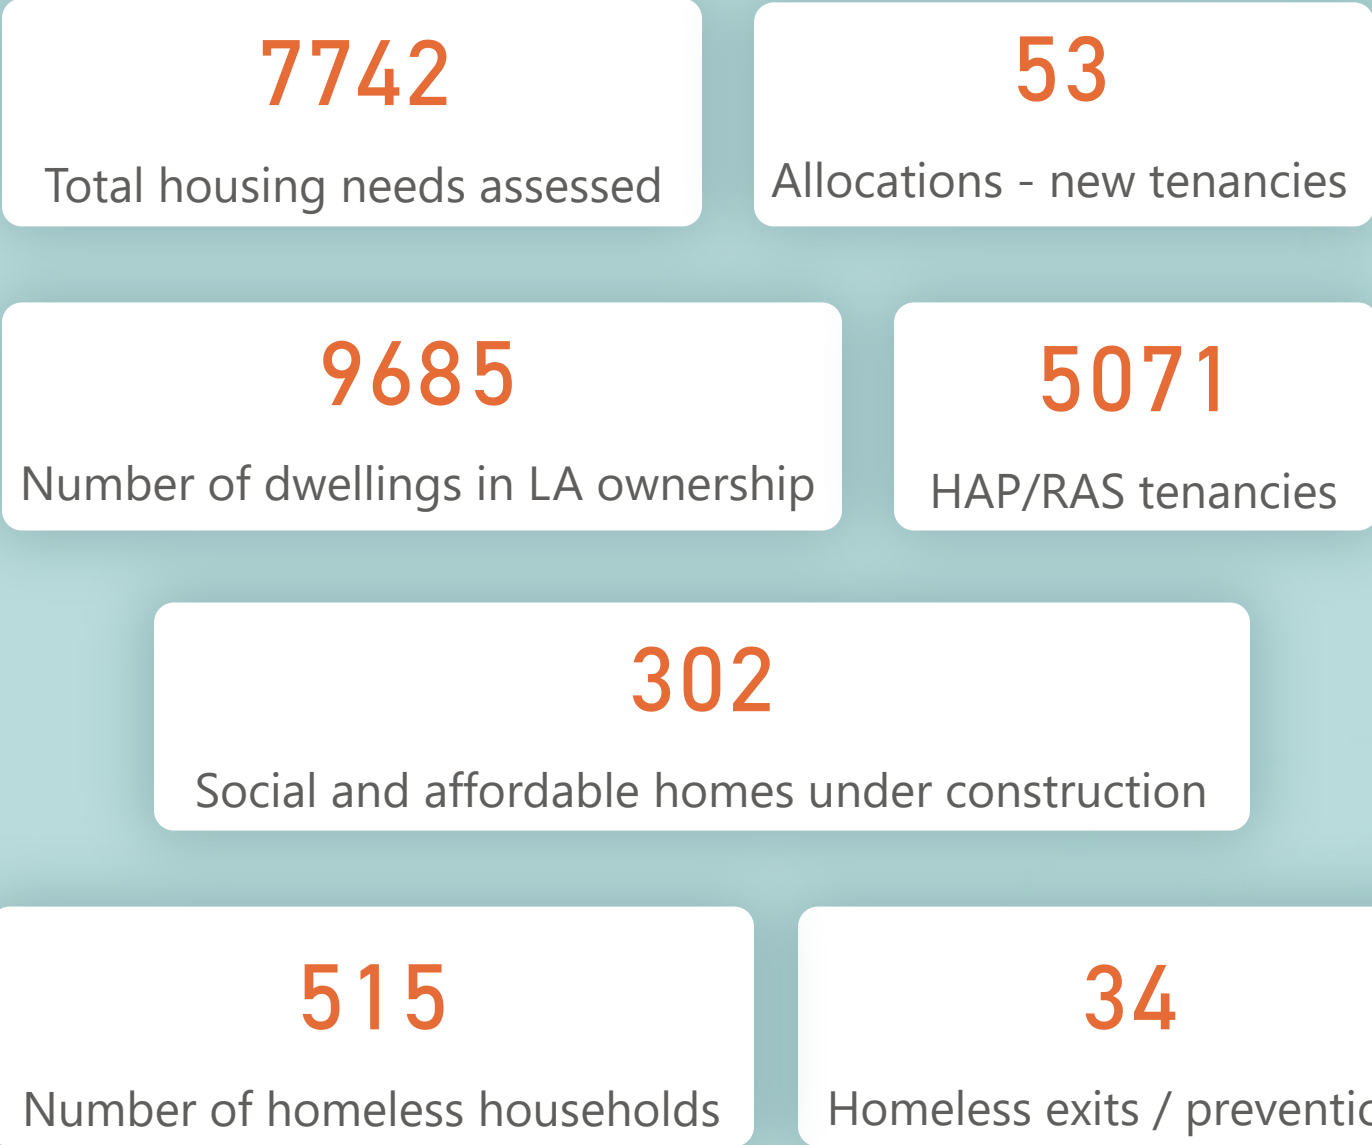 7742
Total housing needs assessed
53
Allocations - new tenancies
9685
Number of dwellings in LA ownership
5071
HAP/RAS tenancies
302
Social and affordable homes under construction
515
Number of homeless households
34
Homeless exits /